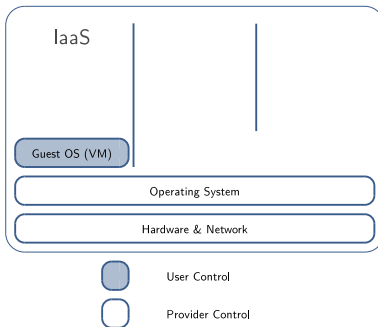 IaaS
Guest OS (VM)
Operating System
Hardware & Network
User Control
Provider Control